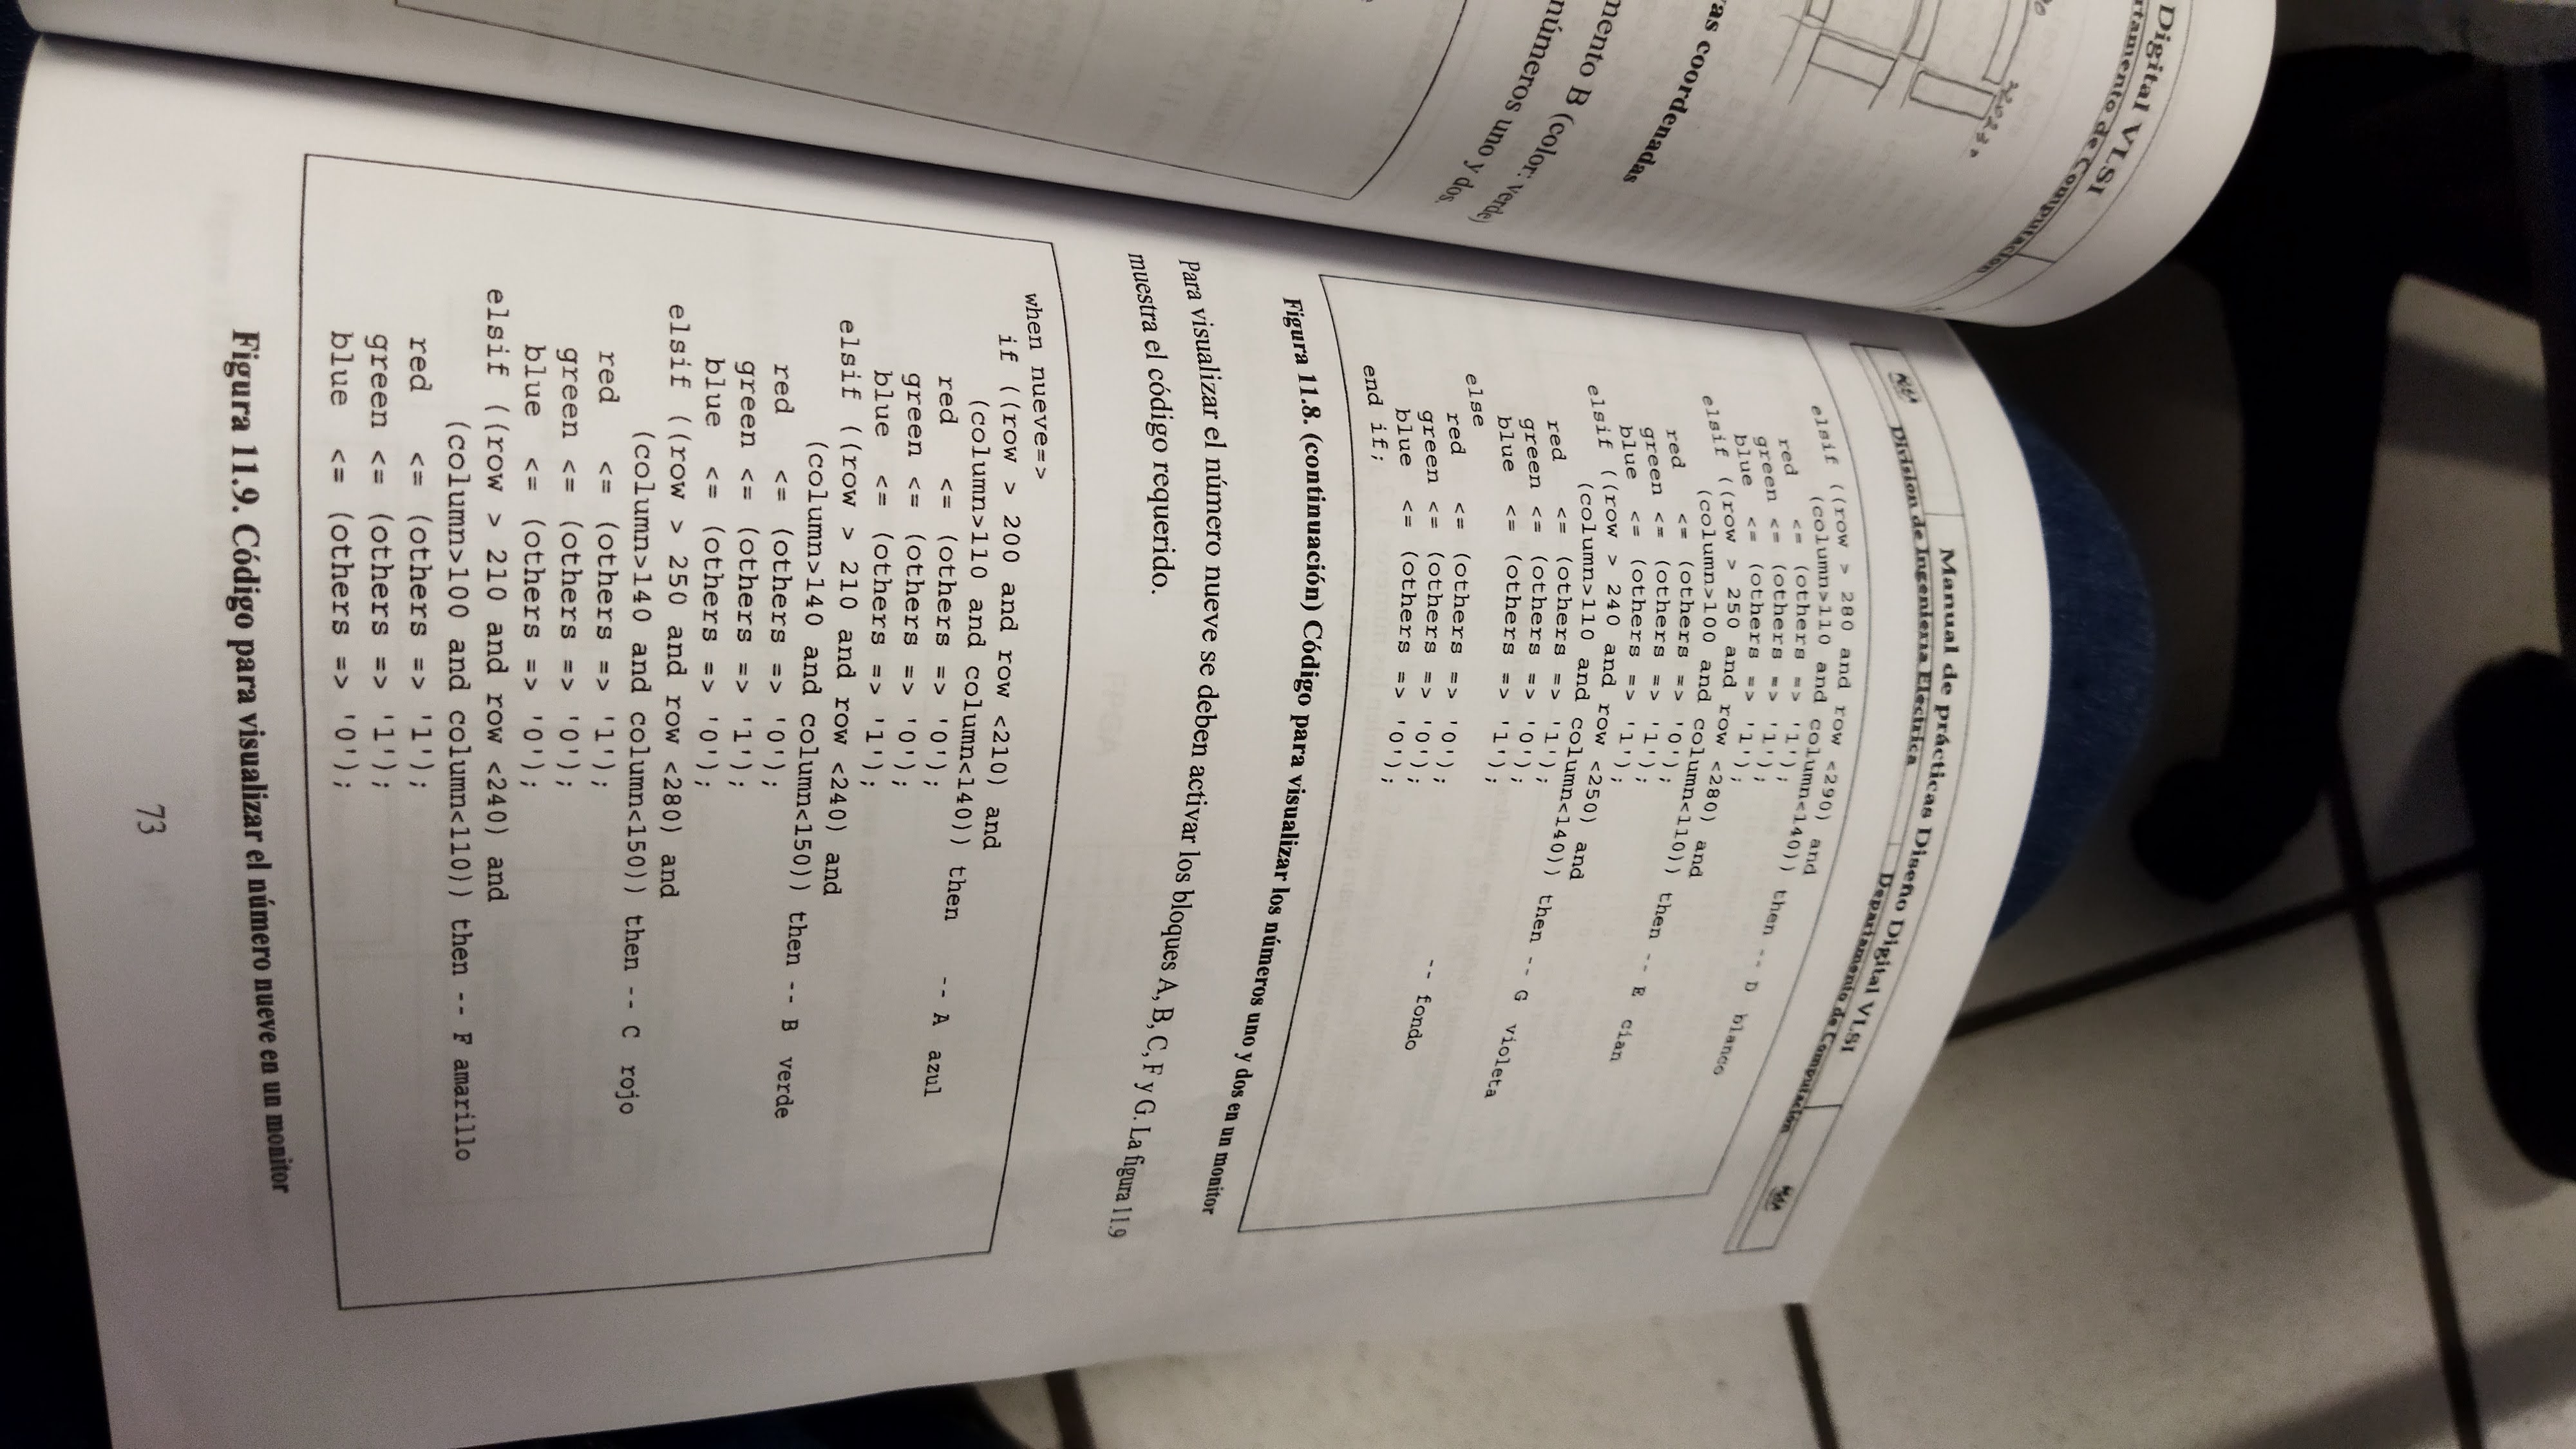 Digital VLSI
rtamento de Computación
as coordenadas
mento B (color: verde)
números uno y dos.
Manual de prácticas Diseño Digital VLSI
División de Ingeniería Eléctrica
Departamento de Computación
elsif ((row > 280 and row <290) and
(column>110 and column<140)) then -- D blanco
red <= (others => '1');
green <= (others => '1');
blue <= (others => '1');
elsif ((row > 250 and row <280) and
(column>100 and column<110)) then -- E cian
red <= (others => '0');
green <= (others => '1');
blue <= (others => '1');
elsif ((row > 240 and row <250) and
(column>110 and column<140)) then -- G violeta
red <= (others => '1');
green <= (others => '0');
blue <= (others => '1');
else
red <= (others => '0'); -- fondo
green <= (others => '0');
blue <= (others => '0');
end if;
Figura 11.8. (continuación) Código para visualizar los números uno y dos en un monitor
Para visualizar el número nueve se deben activar los bloques A, B, C, F y G. La figura 11.9
muestra el código requerido.
when nueve=>
if ((row > 200 and row <210) and
(column>110 and column<140)) then -- A azul
red <= (others => '0');
green <= (others => '0');
blue <= (others => '1');
elsif ((row > 210 and row <240) and
(column>140 and column<150)) then -- B verde
red <= (others => '0');
green <= (others => '1');
blue <= (others => '0');
elsif ((row > 250 and row <280) and
(column>140 and column<150)) then -- C rojo
red <= (others => '1');
green <= (others => '0');
blue <= (others => '0');
elsif ((row > 210 and row <240) and
(column>100 and column<110)) then -- F amarillo
red <= (others => '1');
green <= (others => '1');
blue <= (others => '0');
Figura 11.9. Código para visualizar el número nueve en un monitor
73